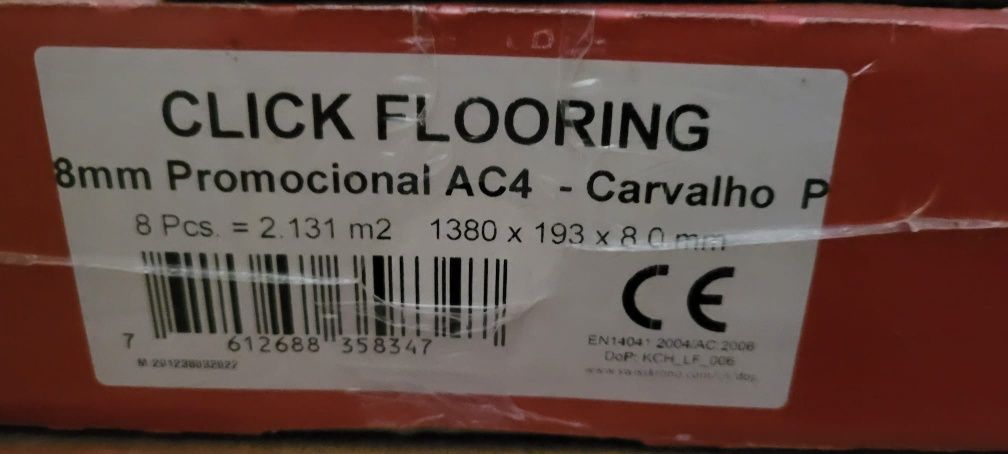 CLICK FLOORING
8mm Promocional AC4 - Carvalho P
8 Pcs. = 2.131 m2 1380 x 193 x 8.0 mm
CE
7 612688 358347
EN14041:2004/AC:2006
DoP: KCH_LF_006